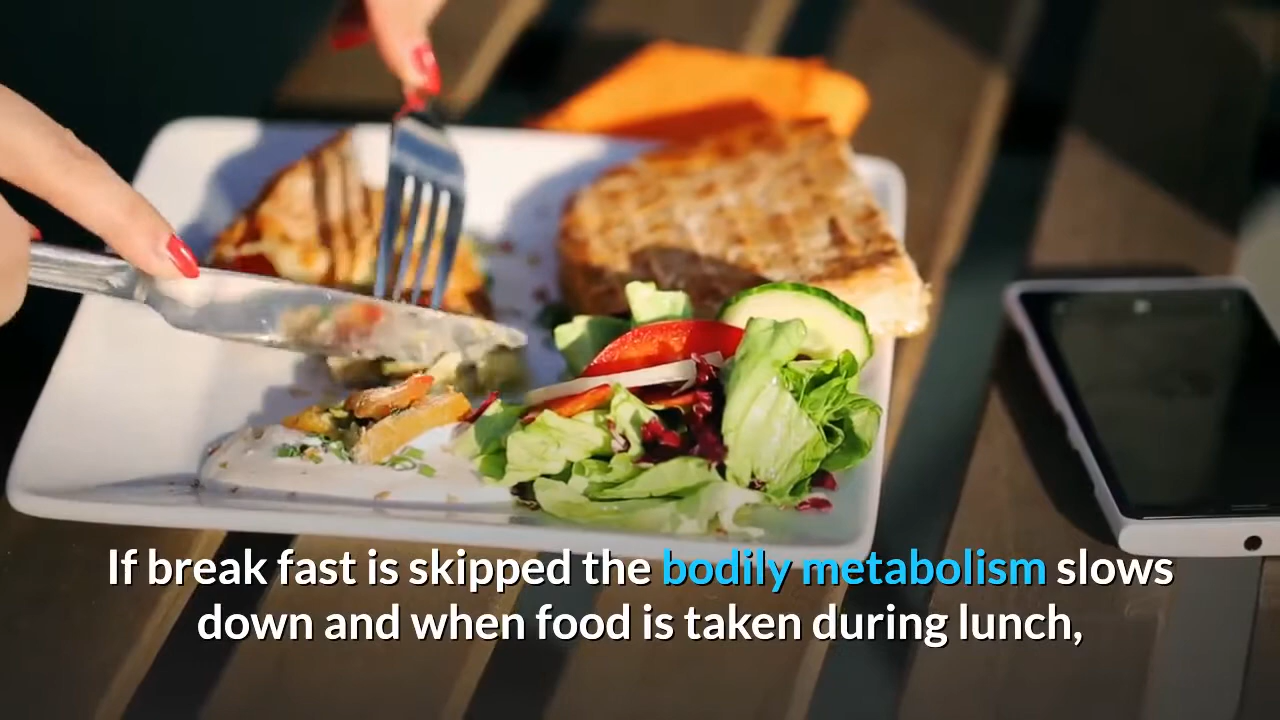 If break fast is skipped the bodily metabolism slows
down and when food is taken during lunch,